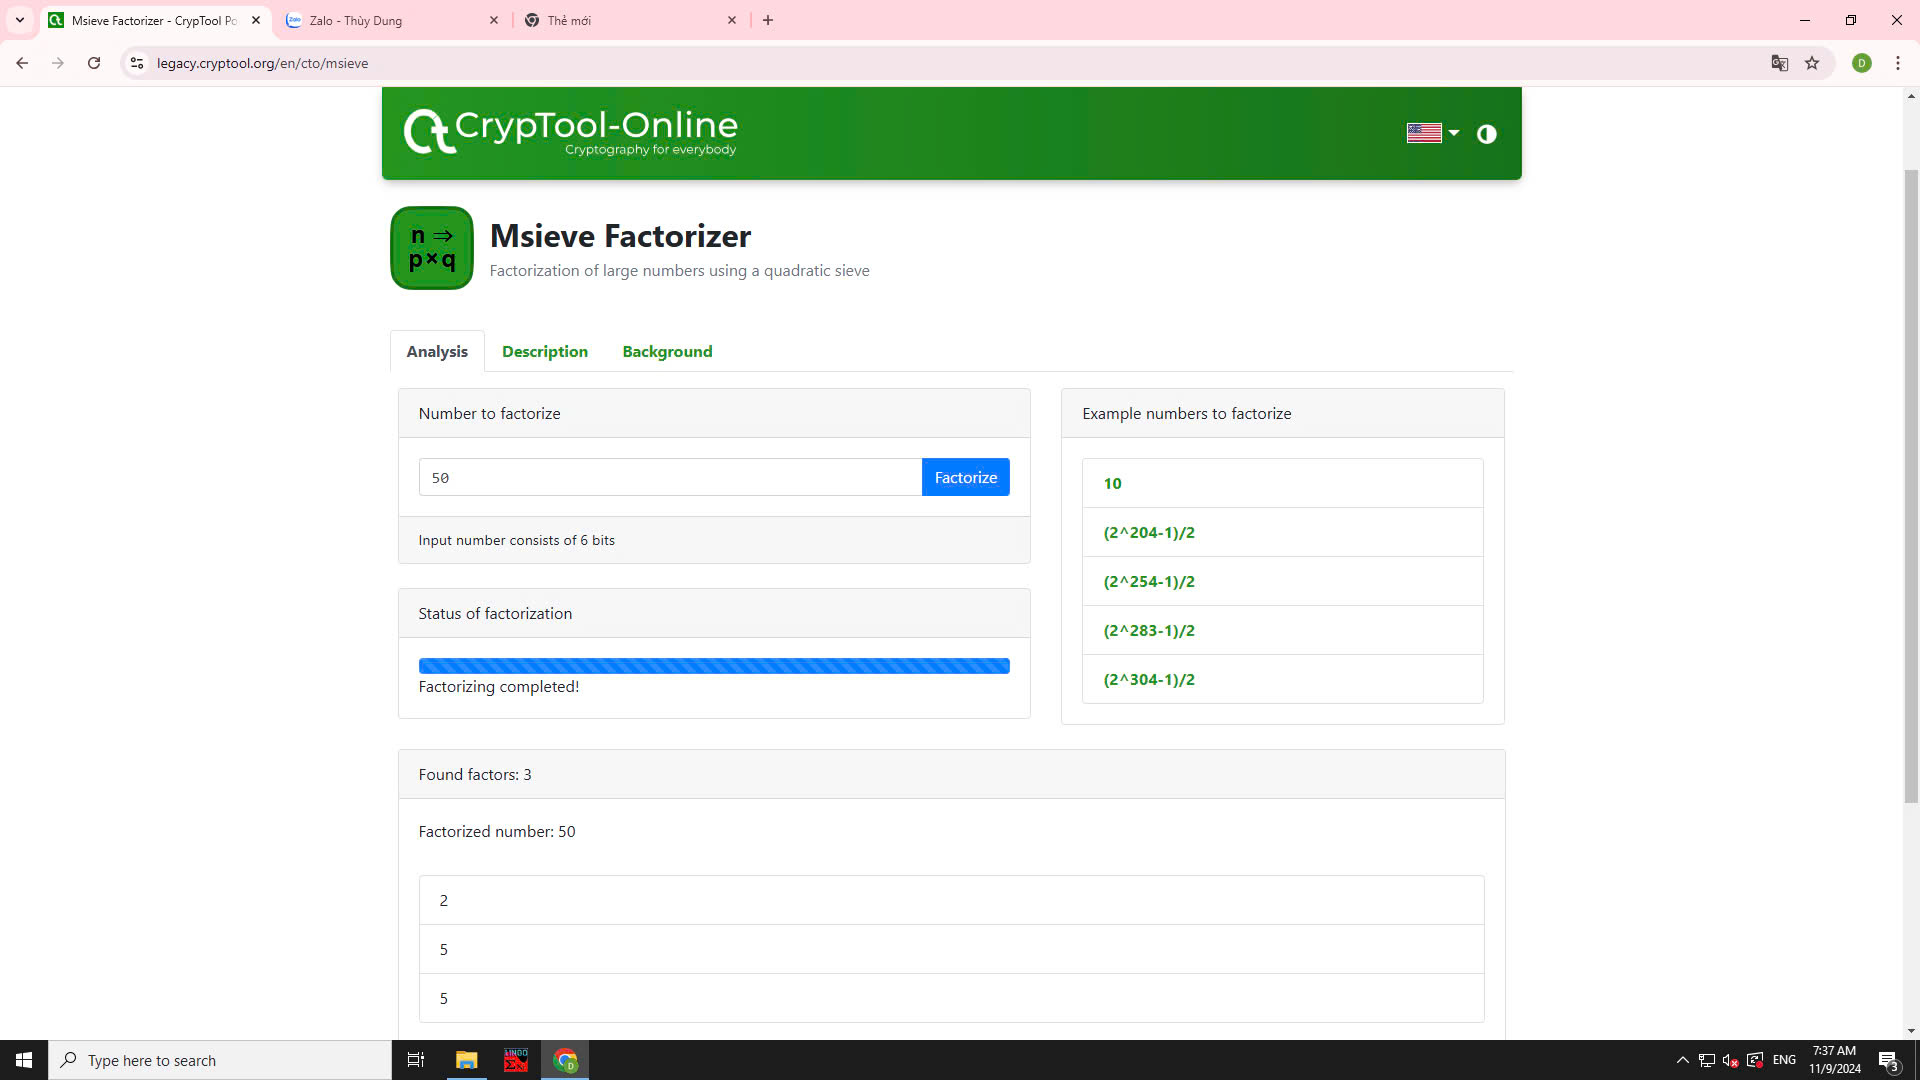 Msieve Factorizer - CrypTool Po
Zalo - Thùy Dung
Thẻ mới
legacy.cryptool.org/en/cto/msieve
D
CrypTool-Online
Cryptography for everybody
n ⇒
p×q
Msieve Factorizer
Factorization of large numbers using a quadratic sieve
Analysis
Description
Background
Number to factorize
50
Factorize
Input number consists of 6 bits
Status of factorization
Factorizing completed!
Example numbers to factorize
10
(2^204-1)/2
(2^254-1)/2
(2^283-1)/2
(2^304-1)/2
Found factors: 3
Factorized number: 50
2
5
5
Type here to search
LINGO
D
ENG
7:37 AM
11/9/2024
3